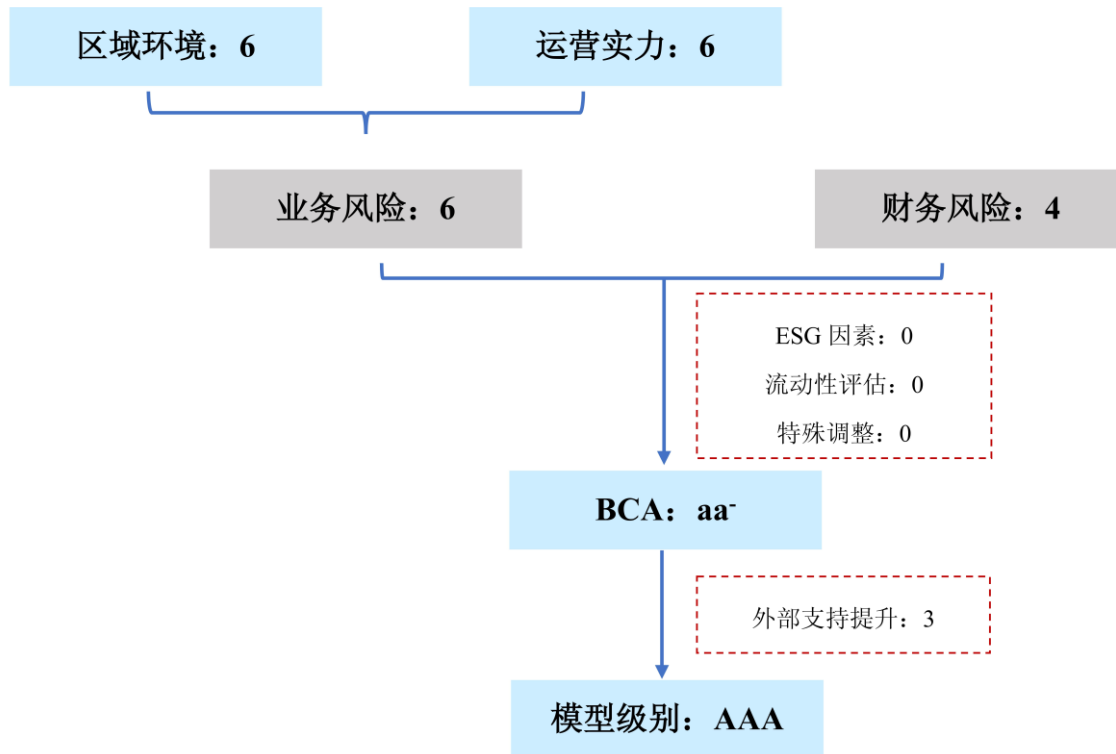 区域环境：6
运营实力：6
业务风险：6
财务风险：4
ESG 因素：0
流动性评估：0
特殊调整：0
BCA：aa⁻
外部支持提升：3
模型级别：AAA